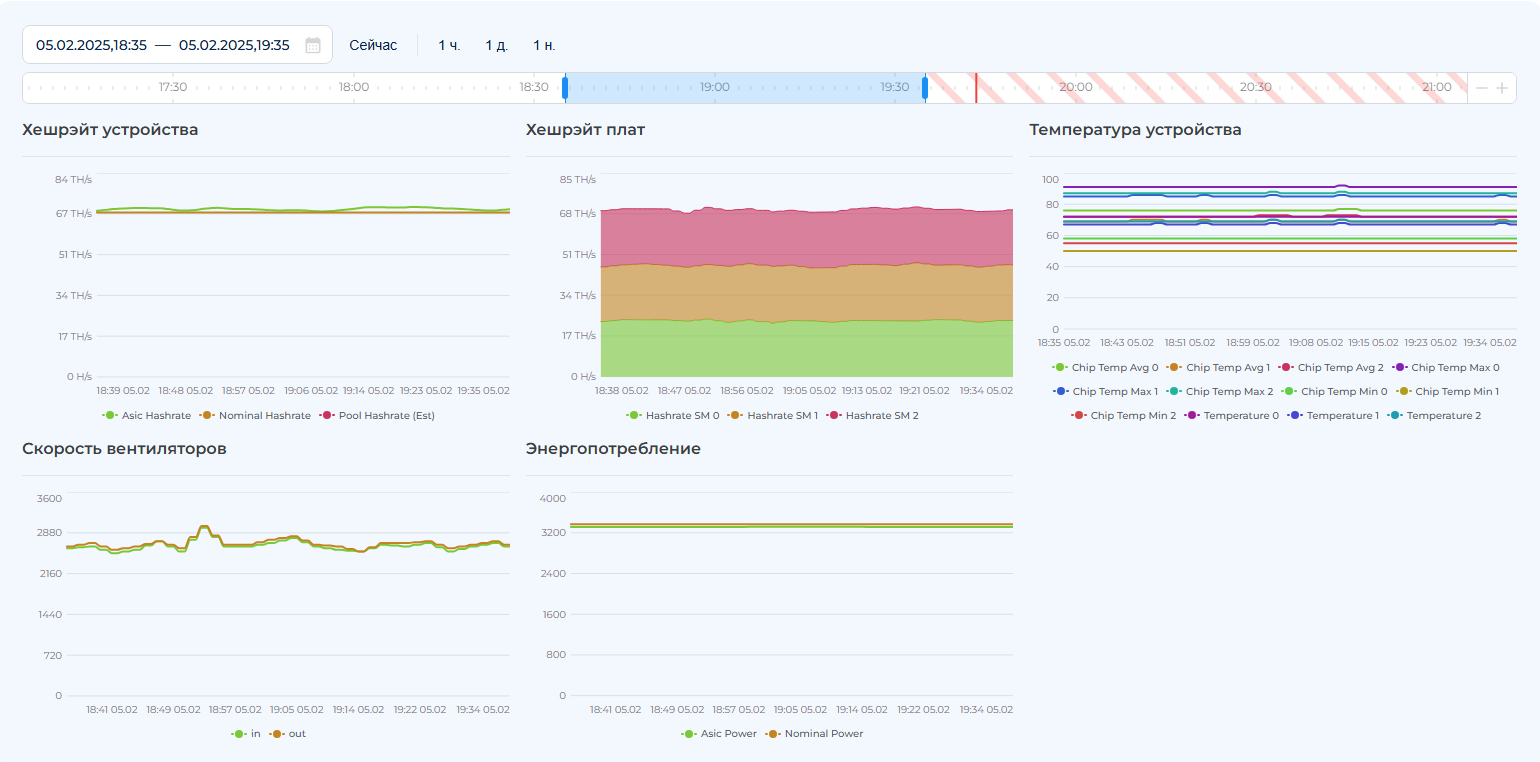 05.02.2025,18:35 — 05.02.2025,19:35 Сейчас 1 ч. 1 д. 1 н.
17:30 18:00 18:30 19:00 19:30 20:00 20:30 21:00
Хешрэйт устройства
84 TH/s
67 TH/s
51 TH/s
34 TH/s
17 TH/s
0 H/s
18:39 05.02 18:48 05.02 18:57 05.02 19:06 05.02 19:14 05.02 19:23 05.02 19:35 05.02
Asic Hashrate Nominal Hashrate Pool Hashrate (Est)
Хешрэйт плат
85 TH/s
68 TH/s
51 TH/s
34 TH/s
17 TH/s
0 H/s
18:38 05.02 18:47 05.02 18:56 05.02 19:05 05.02 19:13 05.02 19:21 05.02 19:34 05.02
Hashrate SM 0 Hashrate SM 1 Hashrate SM 2
Температура устройства
100
80
60
40
20
0
18:35 05.02 18:43 05.02 18:51 05.02 18:59 05.02 19:08 05.02 19:15 05.02 19:23 05.02 19:34 05.02
Chip Temp Avg 0 Chip Temp Avg 1 Chip Temp Avg 2 Chip Temp Max 0
Chip Temp Max 1 Chip Temp Max 2 Chip Temp Min 0 Chip Temp Min 1
Chip Temp Min 2 Temperature 0 Temperature 1 Temperature 2
Скорость вентиляторов
3600
2880
2160
1440
720
0
18:41 05.02 18:49 05.02 18:57 05.02 19:05 05.02 19:14 05.02 19:22 05.02 19:34 05.02
in out
Энергопотребление
4000
3200
2400
1600
800
0
18:41 05.02 18:49 05.02 18:57 05.02 19:05 05.02 19:14 05.02 19:22 05.02 19:34 05.02
Asic Power Nominal Power